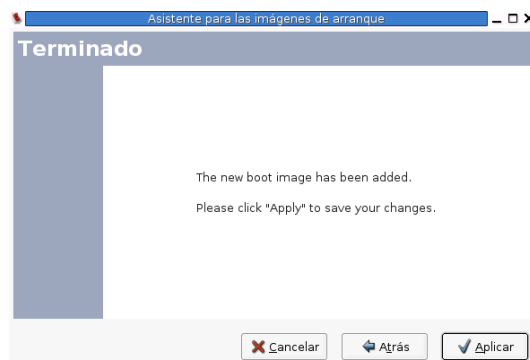 Asistente para las imágenes de arranque
Terminado
The new boot image has been added.
Please click "Apply" to save your changes.
Cancelar
Atrás
Aplicar